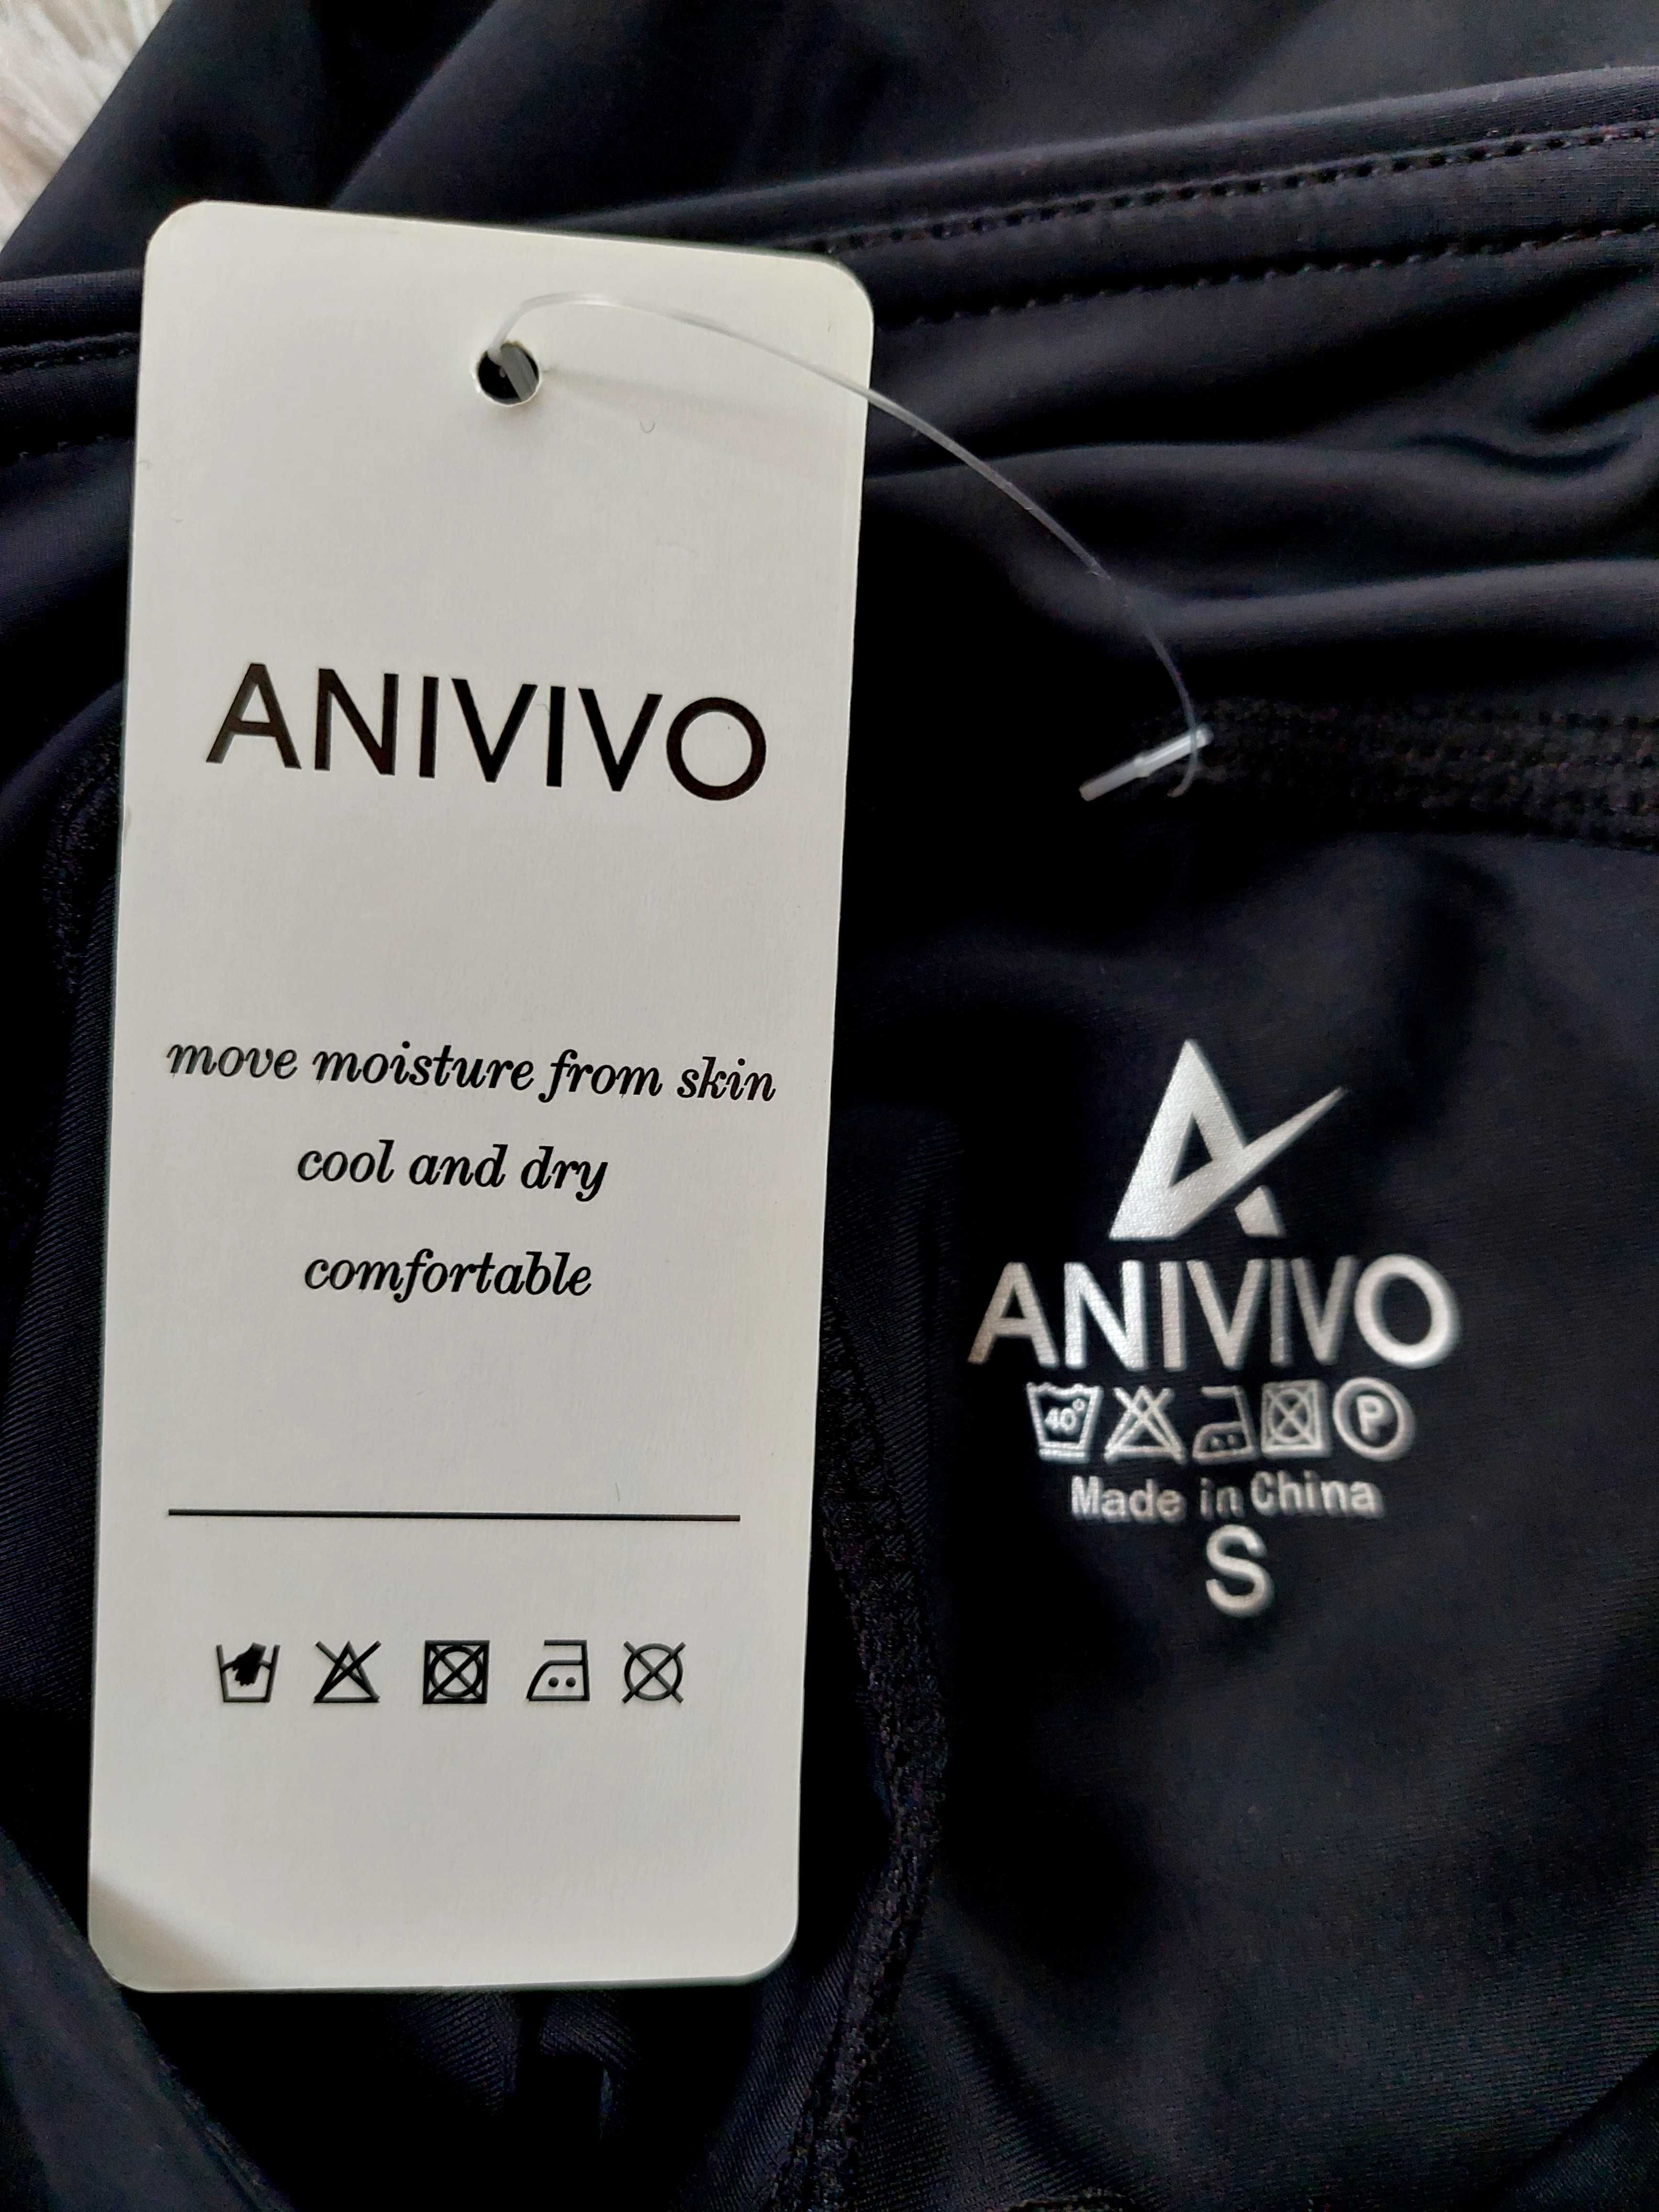 ANIVIVO
move moisture from skin
cool and dry
comfortable
ANIVIVO
40°
P
Made in China
S